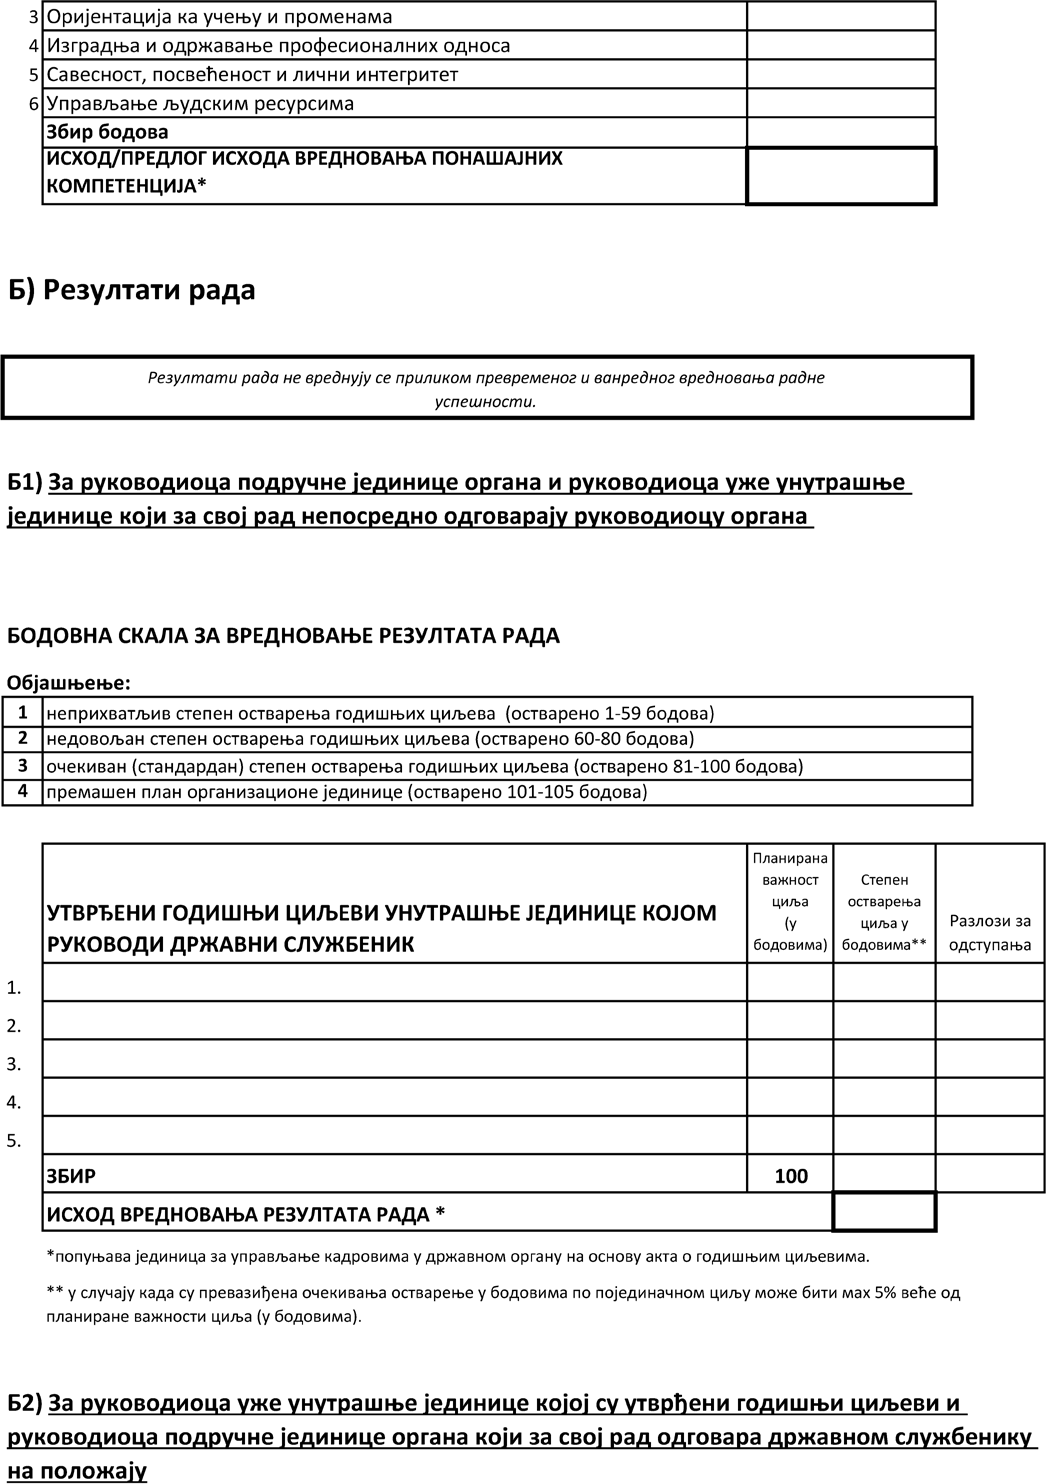 3 Оријентација ка учењу и променама
4 Изградња и одржавање професионалних односа
5 Савесност, посвећеност и лични интегритет
6 Управљање људским ресурсима
Збир бодова
ИСХОД/ПРЕДЛОГ ИСХОДА ВРЕДНОВАЊА ПОНАШАЈНИХ
КОМПЕТЕНЦИЈА*
Б) Резултати рада
Резултати рада не вреднују се приликом превременог и ванредног вредновања радне
успешности.
Б1) За руководиоца подручне јединице органа и руководиоца уже унутрашње
јединице који за свој рад непосредно одговарају руководиоцу органа
БОДОВНА СКАЛА ЗА ВРЕДНОВАЊЕ РЕЗУЛТАТА РАДА
Објашњење:
1 неприхватљив степен остварења годишњих циљева (остварено 1-59 бодова)
2 недовољан степен остварења годишњих циљева (остварено 60-80 бодова)
3 очекиван (стандардан) степен остварења годишњих циљева (остварено 81-100 бодова)
4 премашен план организационе јединице (остварено 101-105 бодова)
УТВРЂЕНИ ГОДИШЊИ ЦИЉЕВИ УНУТРАШЊЕ ЈЕДИНИЦЕ КОЈОМ
РУКОВОДИ ДРЖАВНИ СЛУЖБЕНИК
Планирана
важност
циља
(у
бодовима)
Степен
остварења
циља у
бодовима**
Разлози за
одступања
1.
2.
3.
4.
5.
ЗБИР 100
ИСХОД ВРЕДНОВАЊА РЕЗУЛТАТА РАДА *
*попуњава јединица за управљање кадровима у државном органу на основу акта о годишњим циљевима.
** у случају када су превазиђена очекивања остварење у бодовима по појединачном циљу може бити мах 5% веће од
планиране важности циља (у бодовима).
Б2) За руководиоца уже унутрашње јединице којој су утврђени годишњи циљеви и
руководиоца подручне јединице органа који за свој рад одговара државном службенику
на положају